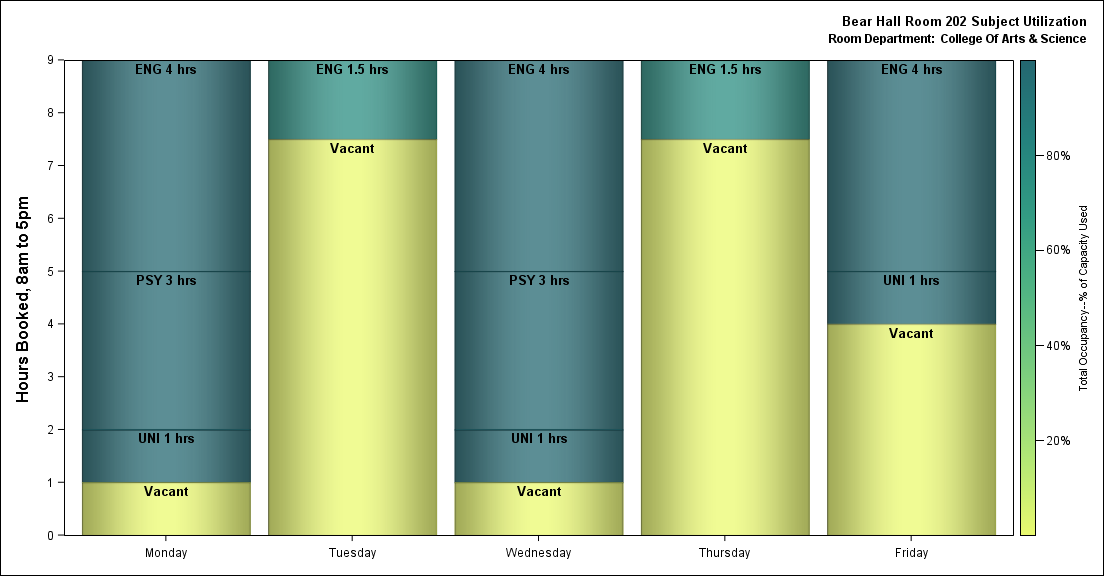 Bear Hall Room 202 Subject Utilization
Room Department: College Of Arts & Science
Hours Booked, 8am to 5pm
9
8
7
6
5
4
3
2
1
0
ENG 4 hrs
PSY 3 hrs
UNI 1 hrs
Vacant
Monday
ENG 1.5 hrs
Vacant
Tuesday
ENG 4 hrs
PSY 3 hrs
UNI 1 hrs
Vacant
Wednesday
ENG 1.5 hrs
Vacant
Thursday
ENG 4 hrs
UNI 1 hrs
Vacant
Friday
80%
60%
40%
20%
Total Occupancy--% of Capacity Used